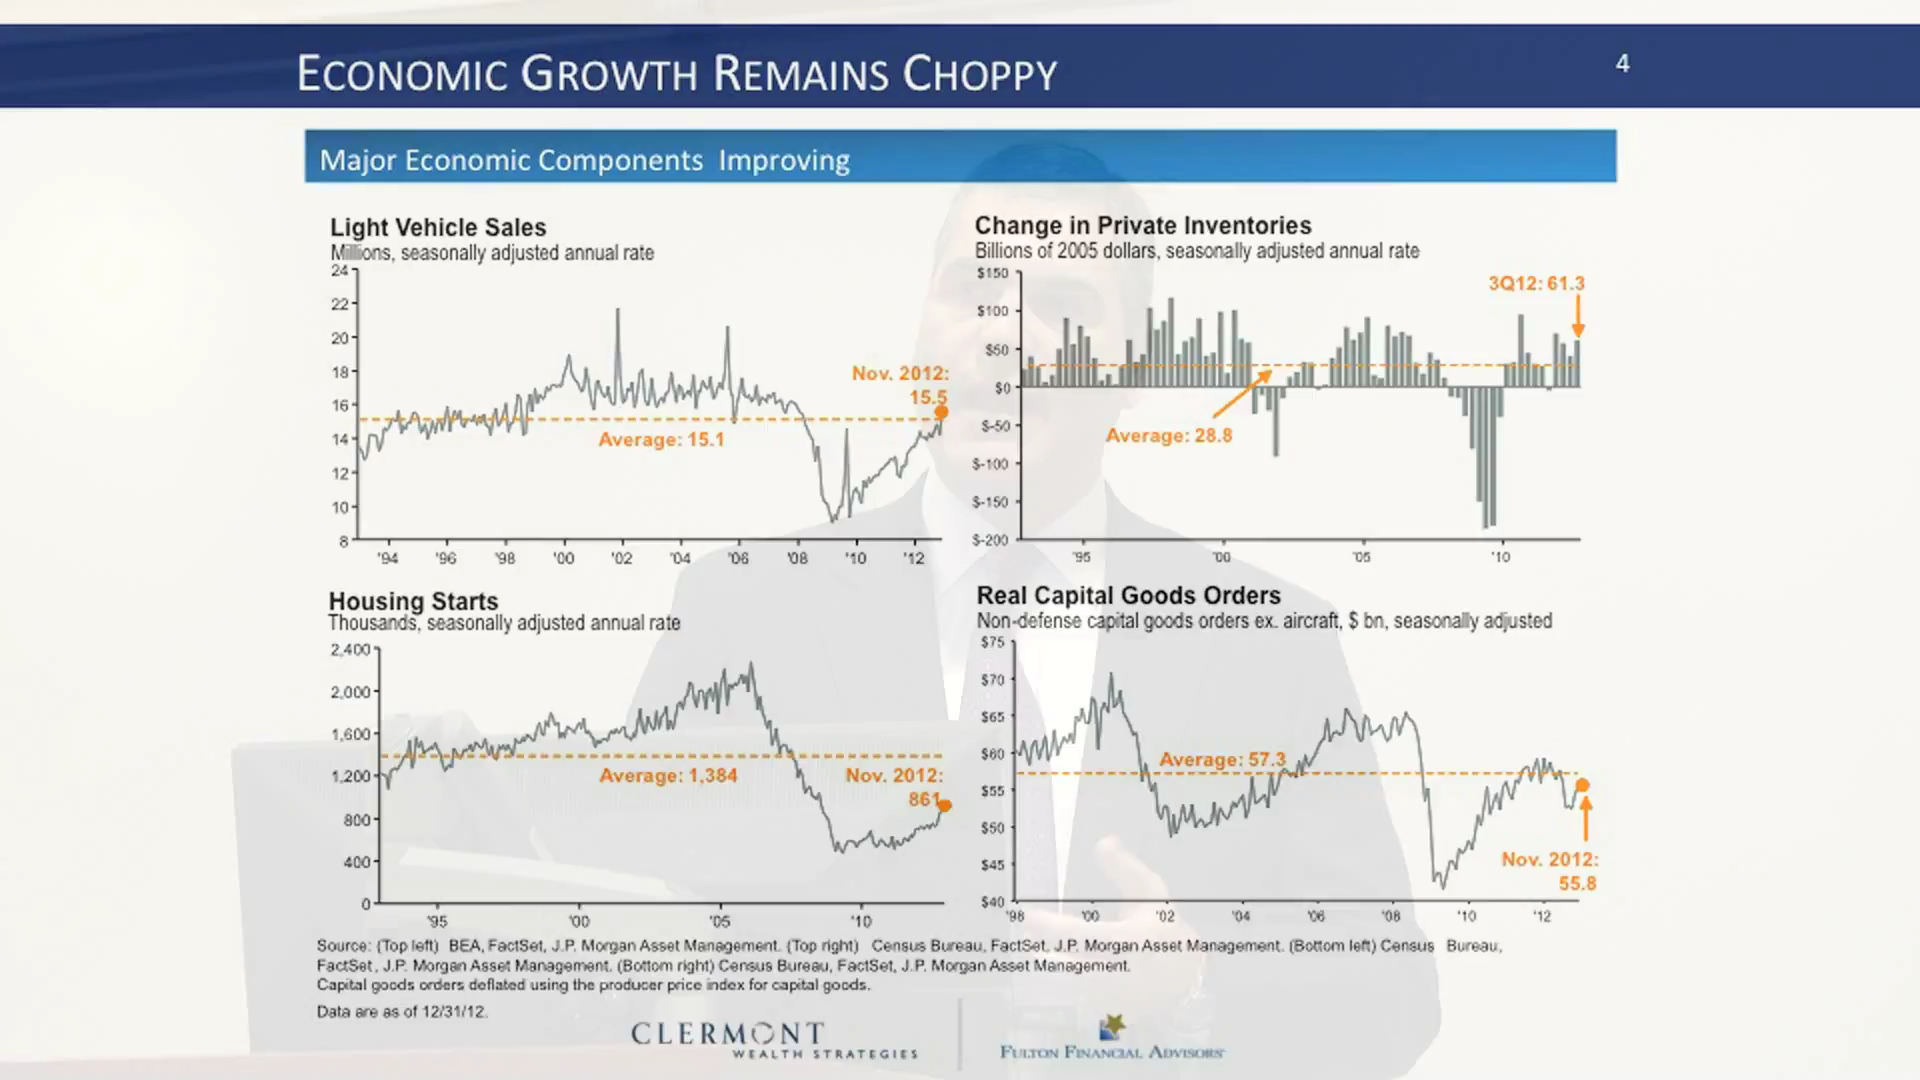 ECONOMIC GROWTH REMAINS CHOPPY
4
Major Economic Components Improving
Light Vehicle Sales
Millions, seasonally adjusted annual rate
24
22
20
18
16
14
12
10
8
'94 '96 '98 '00 '02 '04 '06 '08 '10 '12
Nov. 2012:
15.5
Average: 15.1
Change in Private Inventories
Billions of 2005 dollars, seasonally adjusted annual rate
$150
$100
$50
$0
$-50
$-100
$-150
$-200
'95 '00 '05 '10
3Q12: 61.3
Average: 28.8
Housing Starts
Thousands, seasonally adjusted annual rate
2,400
2,000
1,600
1,200
800
400
0
'95 '00 '05 '10
Average: 1,384
Nov. 2012:
861
Real Capital Goods Orders
Non-defense capital goods orders ex. aircraft, $ bn, seasonally adjusted
$75
$70
$65
$60
$55
$50
$45
$40
'98 '00 '02 '04 '06 '08 '10 '12
Average: 57.3
Nov. 2012:
55.8
Source: (Top left) BEA, FactSet, J.P. Morgan Asset Management. (Top right) Census Bureau, FactSet, J.P. Morgan Asset Management. (Bottom left) Census Bureau,
FactSet, J.P. Morgan Asset Management. (Bottom right) Census Bureau, FactSet, J.P. Morgan Asset Management.
Capital goods orders deflated using the producer price index for capital goods.
Data are as of 12/31/12.
CLERMONT
WEALTH STRATEGIES
FULTON FINANCIAL ADVISORS